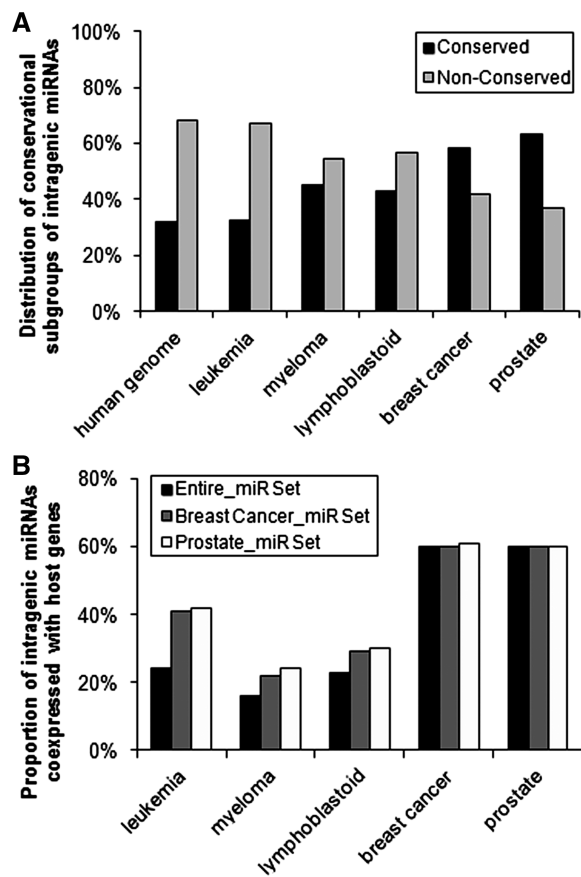 A
Distribution of conservational
subgroups of intragenic miRNAs
100%
80%
60%
40%
20%
0%
Conserved
Non-Conserved
human genome
leukemia
myeloma
lymphoblastoid
breast cancer
prostate
B
Proportion of intragenic miRNAs
coexpressed with host genes
80%
60%
40%
20%
0%
Entire_miR Set
Breast Cancer_miR Set
Prostate_miR Set
leukemia
myeloma
lymphoblastoid
breast cancer
prostate